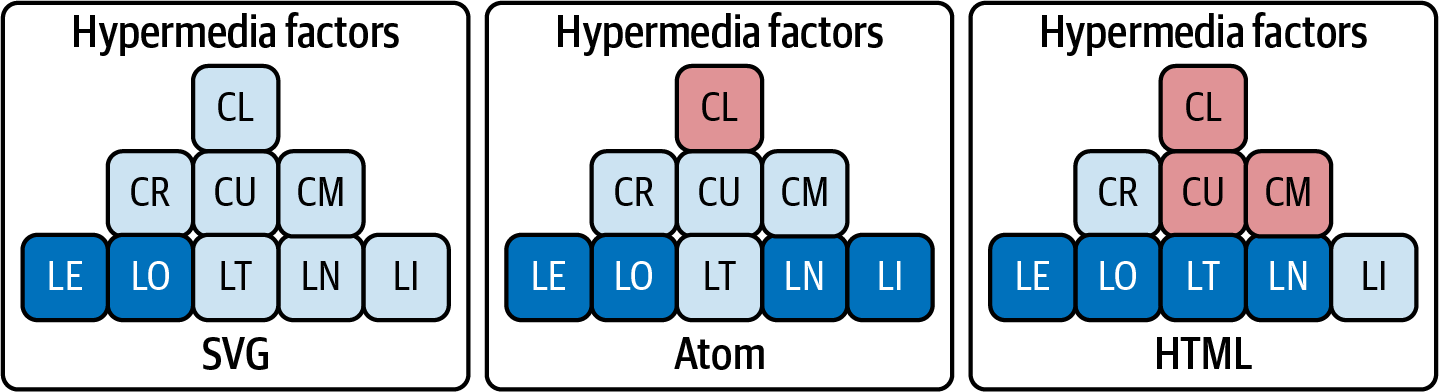 Hypermedia factors
CL
CR CU CM
LE LO LT LN LI
SVG
Hypermedia factors
CL
CR CU CM
LE LO LT LN LI
Atom
Hypermedia factors
CL
CR CU CM
LE LO LT LN LI
HTML